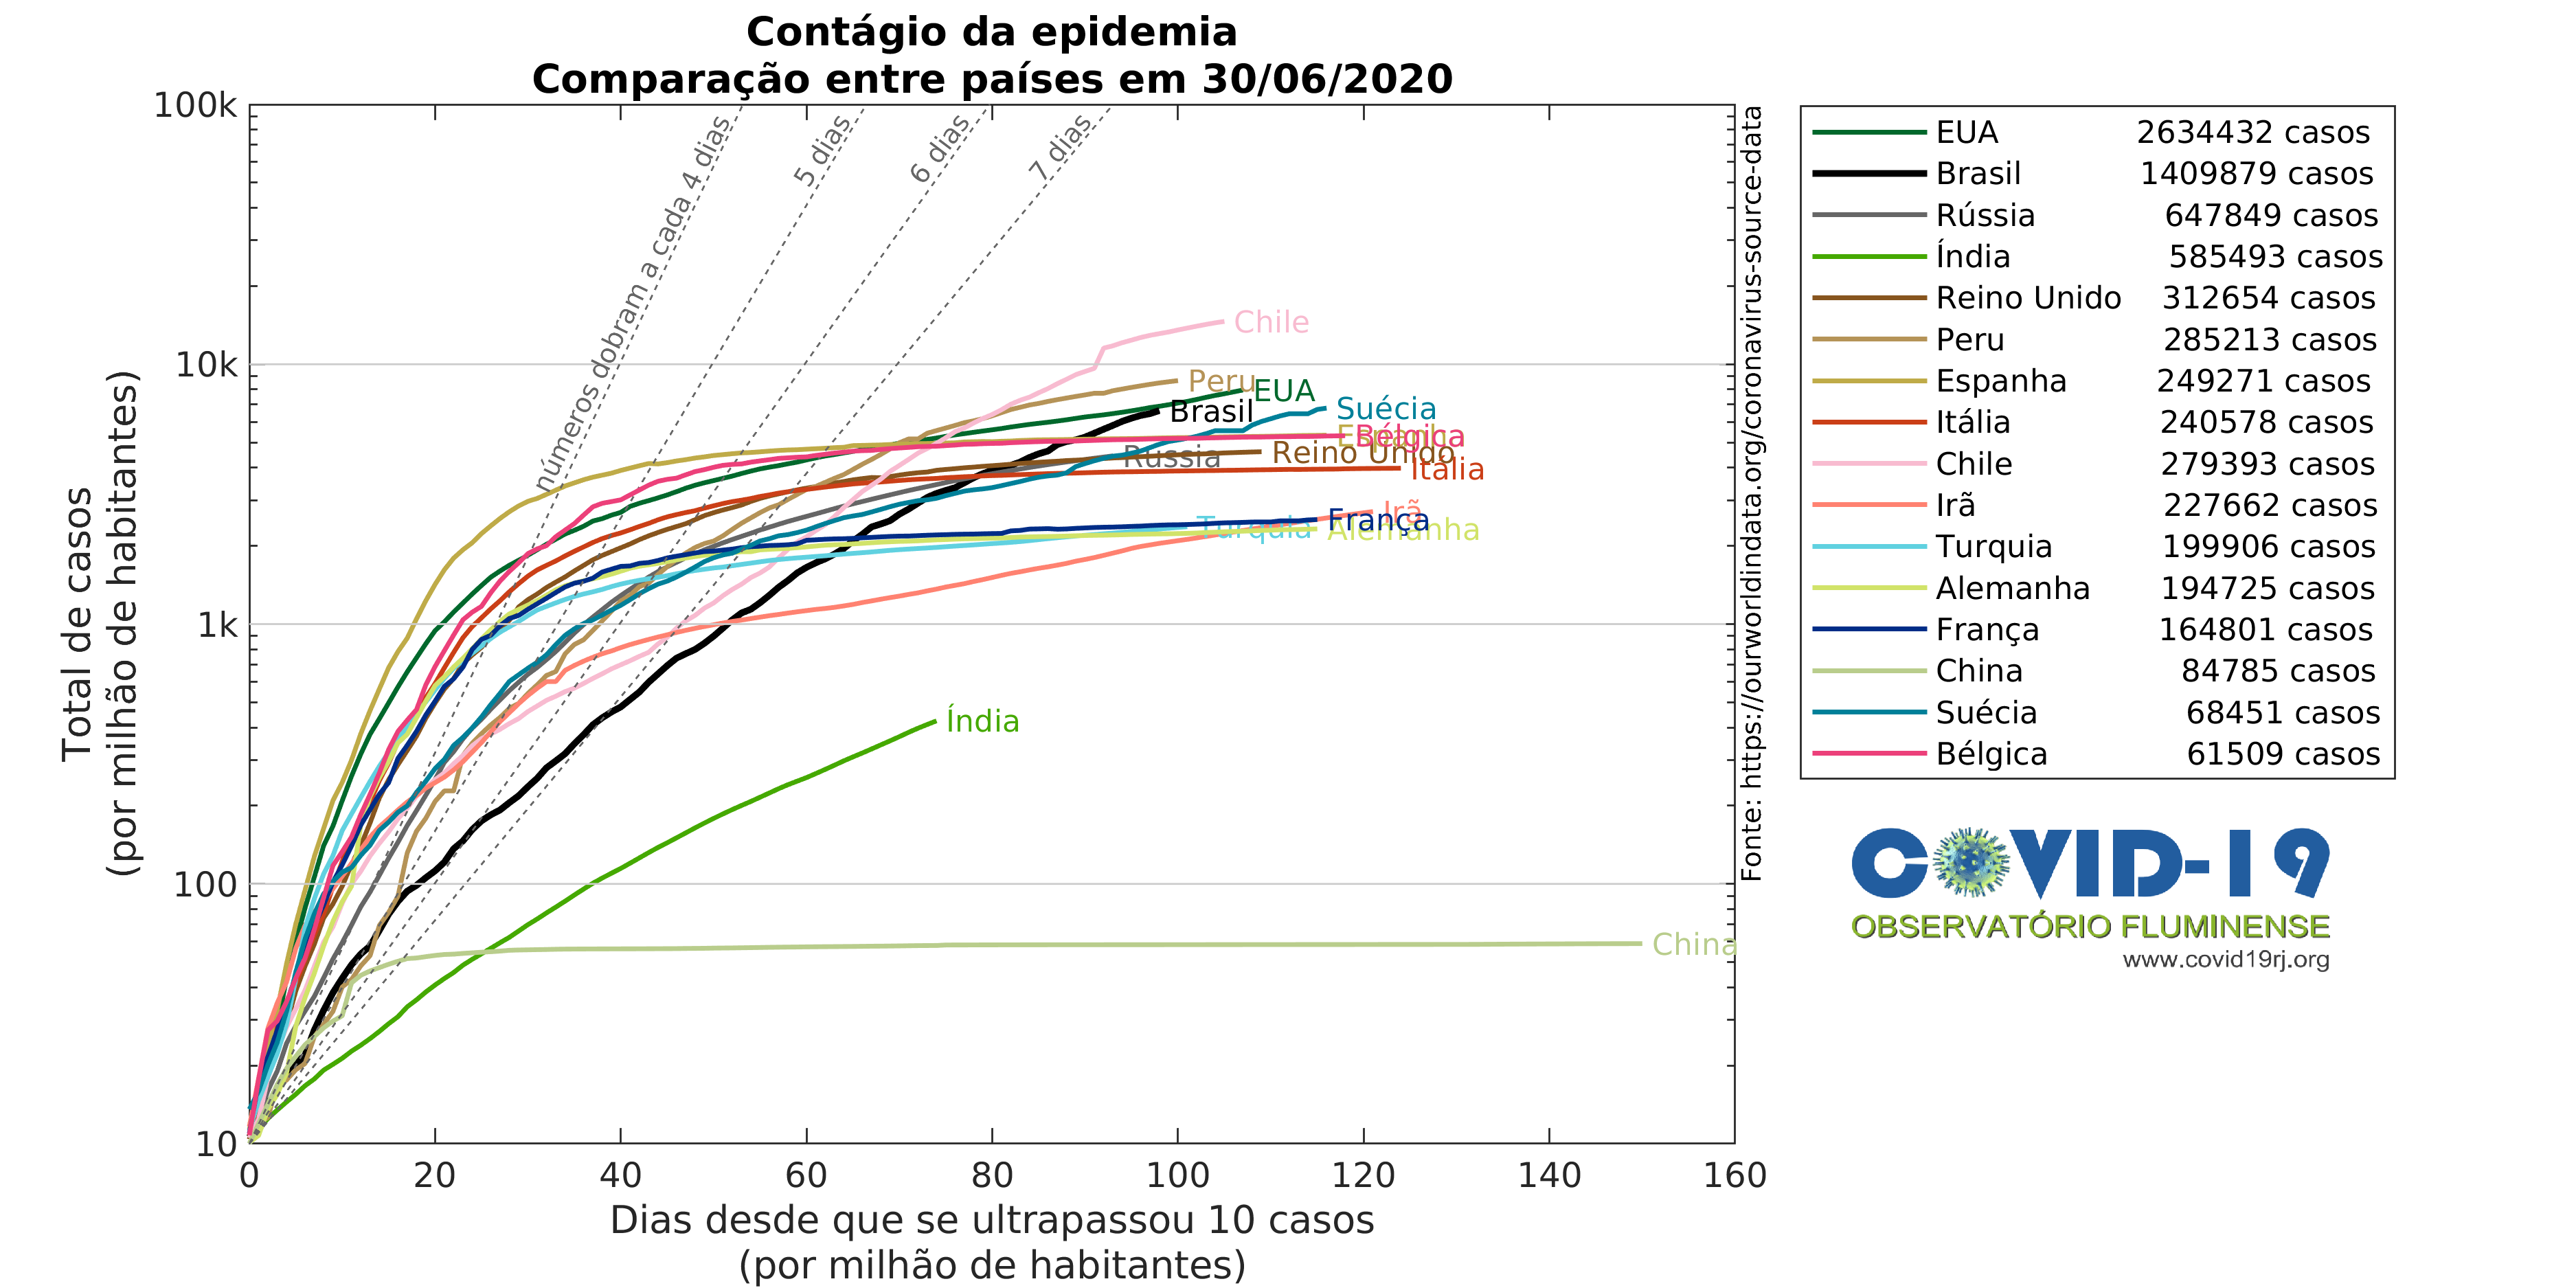 Contágio da epidemia
Comparação entre países em 30/06/2020
100k
10k
1k
100
10
Total de casos
(por milhão de habitantes)
números dobram a cada 4 dias
5 dias
6 dias
7 dias
Chile
Peru
EUA
Brasil
Suécia
Espanha
Bélgica
Rússia
Reino Unido
Itália
Irã
França
Turquia
Alemanha
Índia
China
0 20 40 60 80 100 120 140 160
Dias desde que se ultrapassou 10 casos
(por milhão de habitantes)
Fonte: https://ourworldindata.org/coronavirus-source-data
EUA 2634432 casos
Brasil 1409879 casos
Rússia 647849 casos
Índia 585493 casos
Reino Unido 312654 casos
Peru 285213 casos
Espanha 249271 casos
Itália 240578 casos
Chile 279393 casos
Irã 227662 casos
Turquia 199906 casos
Alemanha 194725 casos
França 164801 casos
China 84785 casos
Suécia 68451 casos
Bélgica 61509 casos
COVID-19
OBSERVATÓRIO FLUMINENSE
www.covid19rj.org